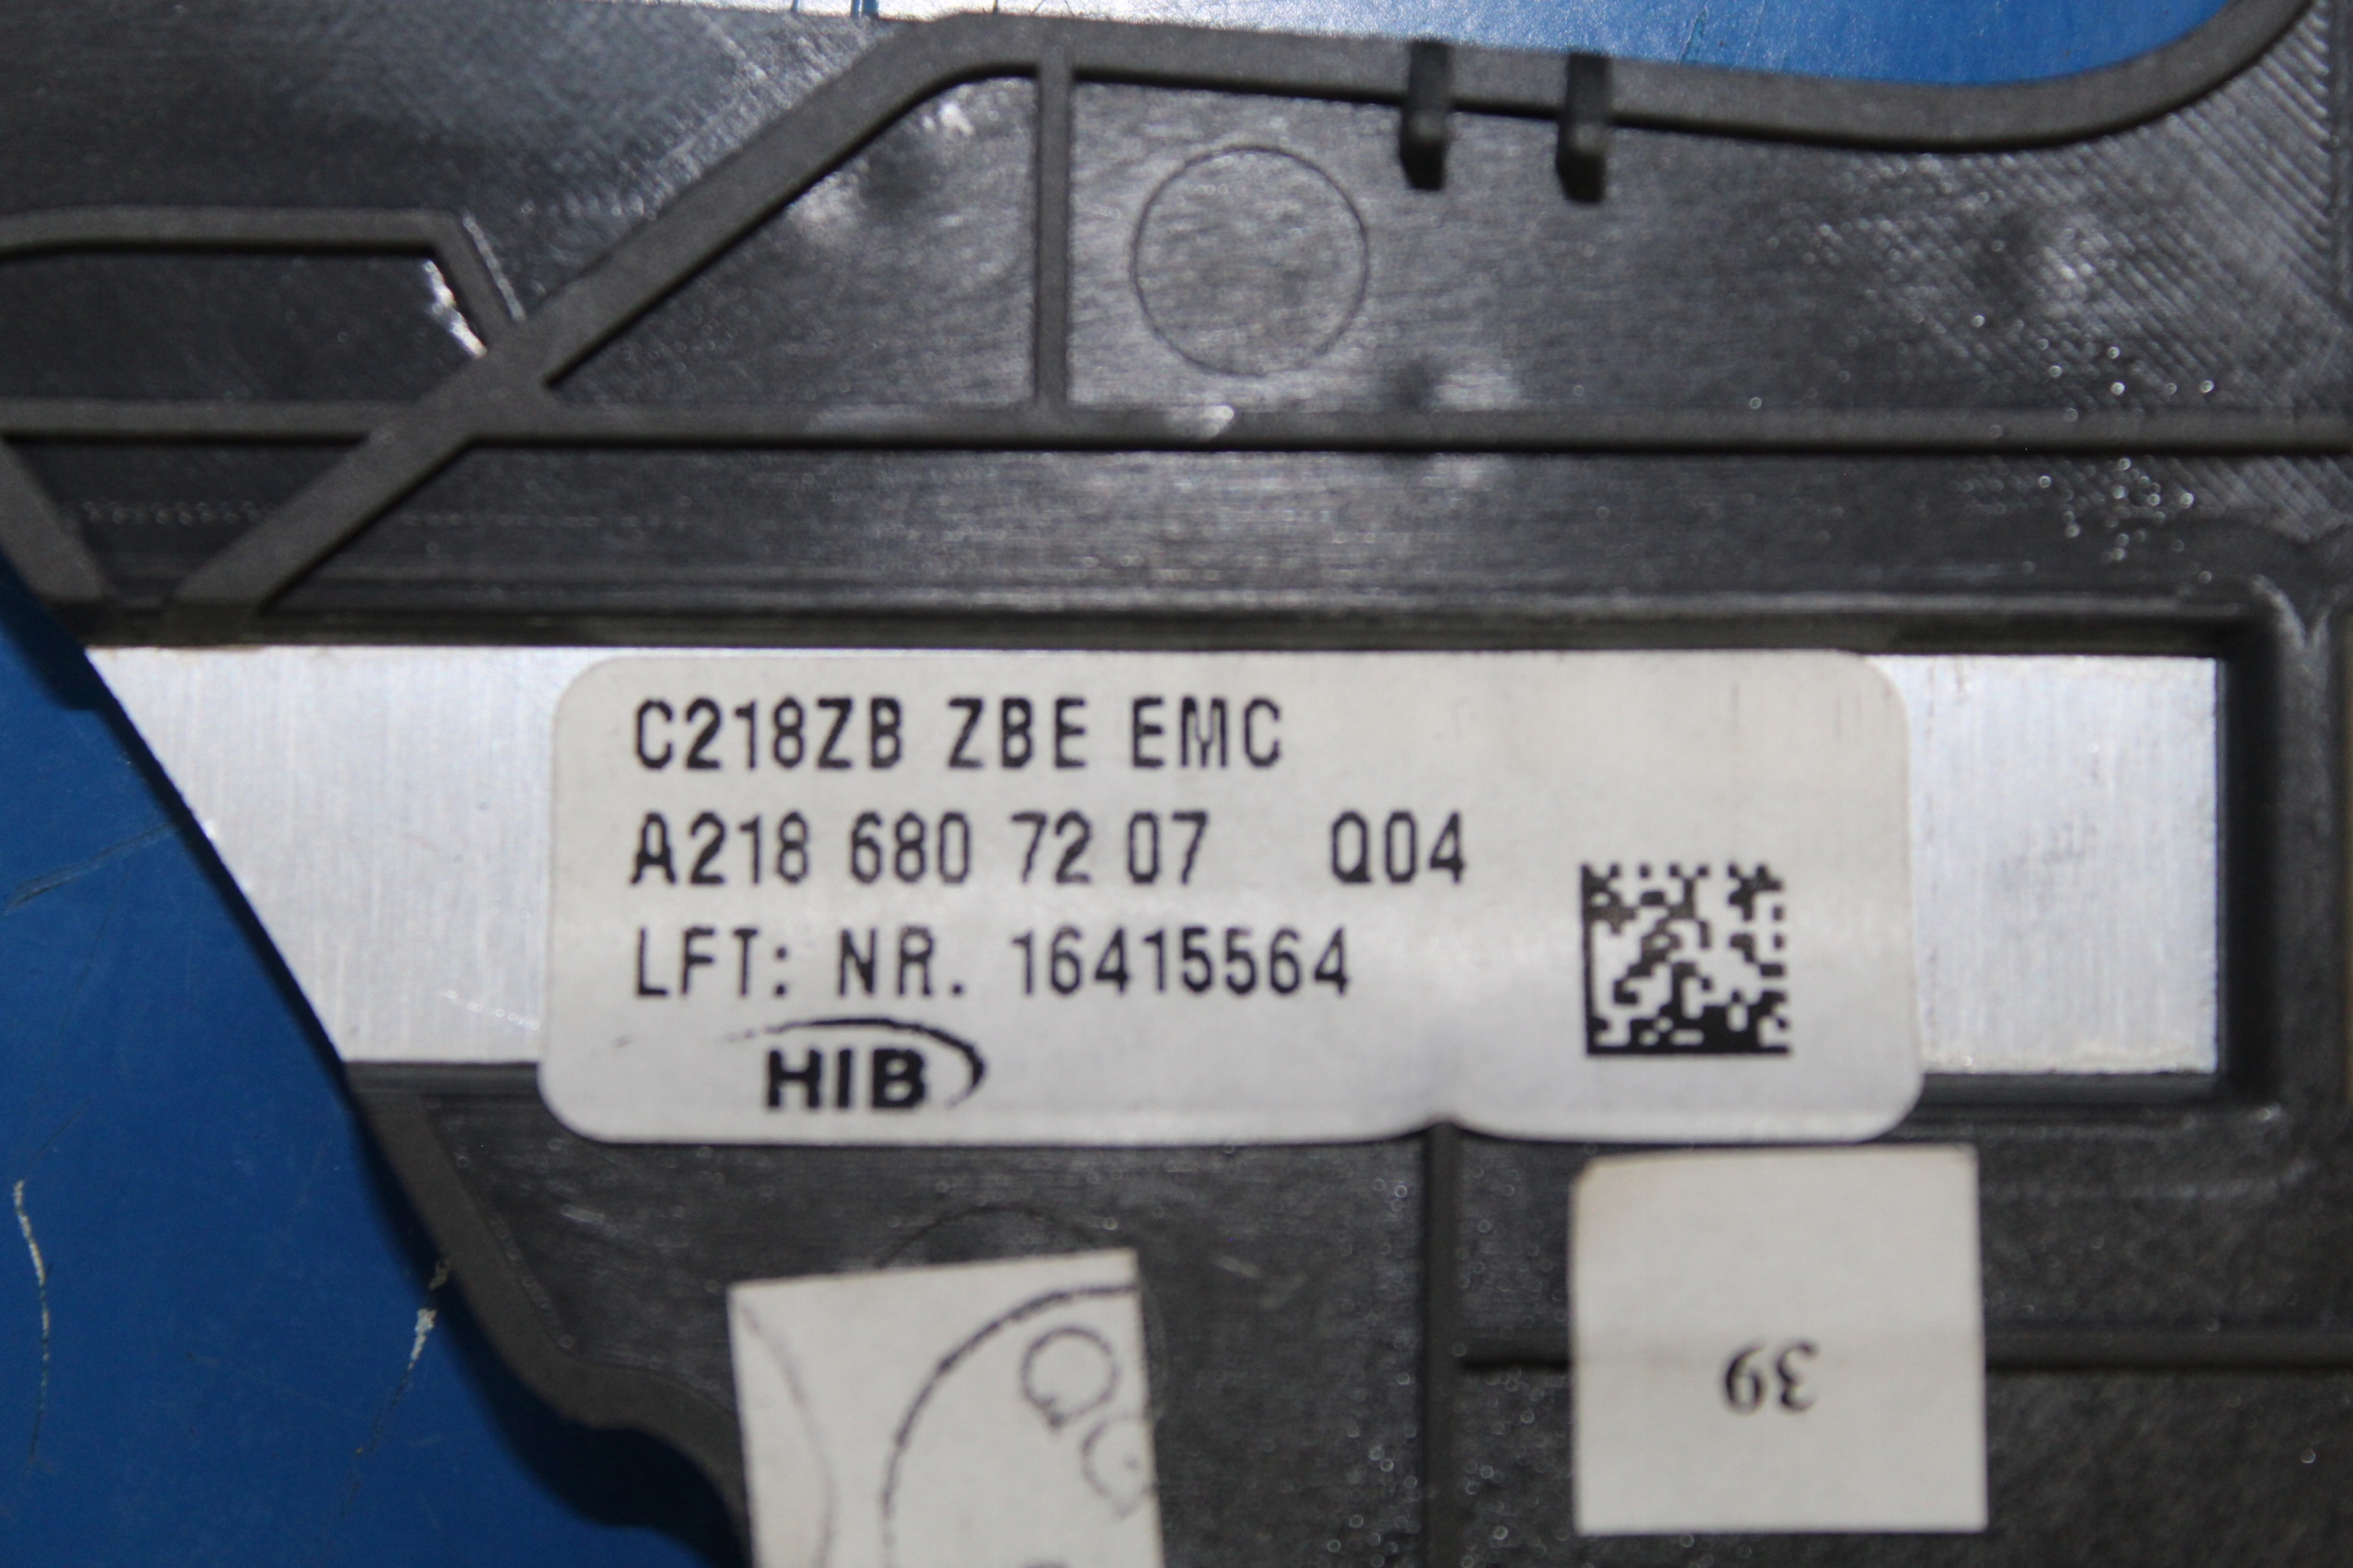 C218ZB ZBE EMC
A218 680 72 07 Q04
LFT: NR. 16415564
HIB
39